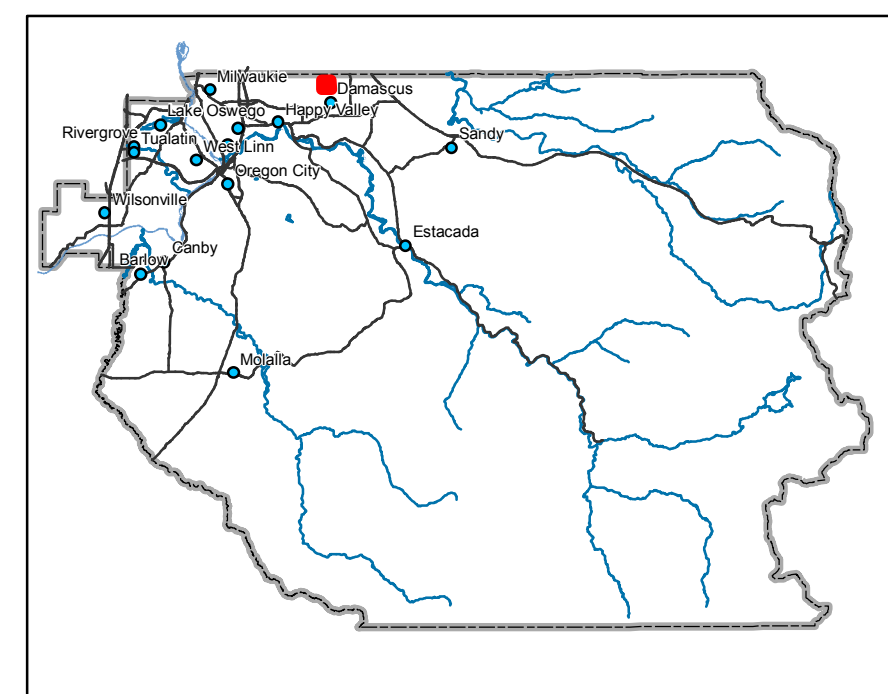 Milwaukie
Damascus
Lake Oswego
Happy Valley
Rivergrove
Tualatin
Sandy
West Linn
Oregon City
Wilsonville
Estacada
Canby
Barlow
Molalla